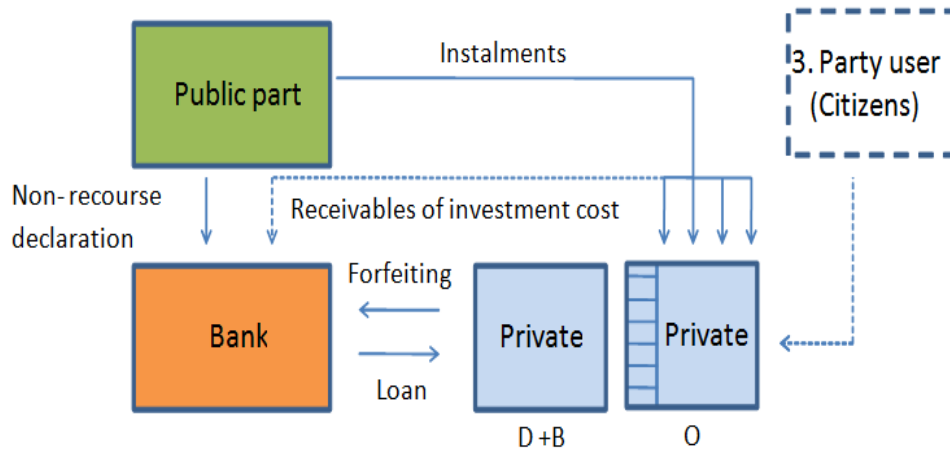 Instalments
3. Party user
(Citizens)
Public part
Non- recourse
declaration
Receivables of investment cost
Forfeiting
Bank
Private
Private
Loan
D +B
O